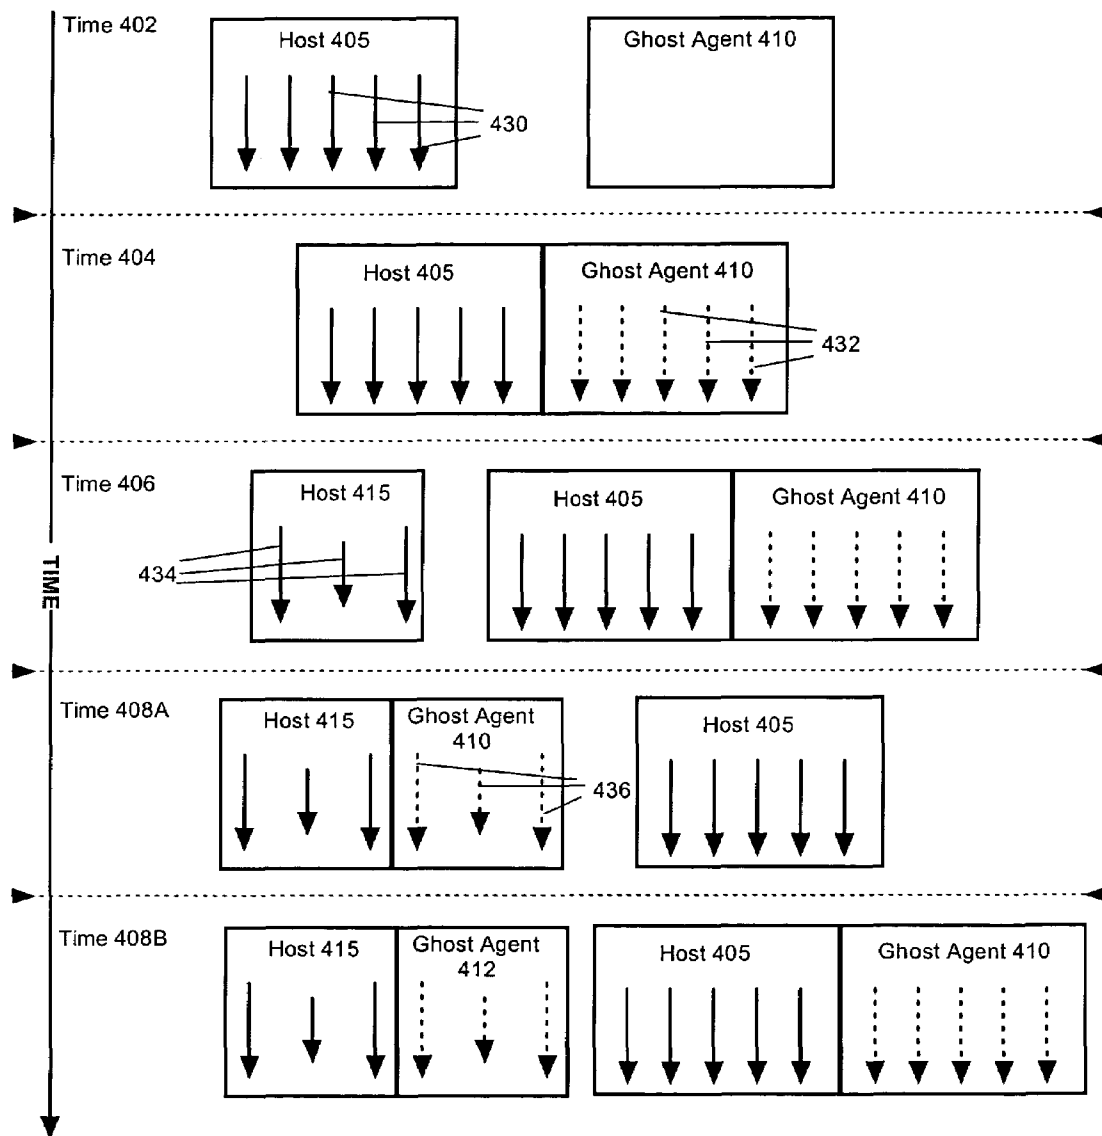 Time 402
Host 405
Ghost Agent 410
430
Time 404
Host 405
Ghost Agent 410
432
Time 406
Host 415
Host 405
Ghost Agent 410
434
TIME
Time 408A
Host 415
Ghost Agent
410
Host 405
436
Time 408B
Host 415
Ghost Agent
412
Host 405
Ghost Agent 410